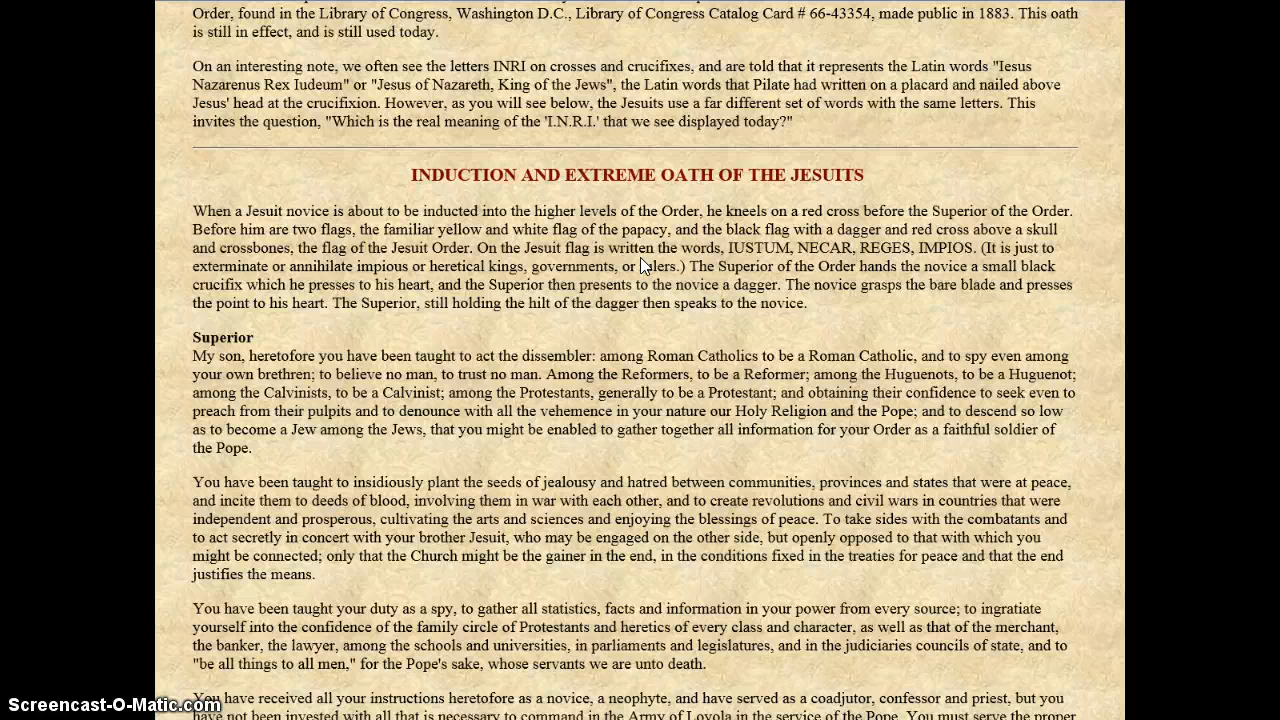 Order, found in the Library of Congress, Washington D.C., Library of Congress Catalog Card # 66-43354, made public in 1883. This oath
is still in effect, and is still used today.
On an interesting note, we often see the letters INRI on crosses and crucifixes, and are told that it represents the Latin words "Iesus
Nazarenus Rex Iudeum" or "Jesus of Nazareth, King of the Jews", the Latin words that Pilate had written on a placard and nailed above
Jesus' head at the crucifixion. However, as you will see below, the Jesuits use a far different set of words with the same letters. This
invites the question, "Which is the real meaning of the 'I.N.R.I.' that we see displayed today?"
INDUCTION AND EXTREME OATH OF THE JESUITS
When a Jesuit novice is about to be inducted into the higher levels of the Order, he kneels on a red cross before the Superior of the Order.
Before him are two flags, the familiar yellow and white flag of the papacy, and the black flag with a dagger and red cross above a skull
and crossbones, the flag of the Jesuit Order. On the Jesuit flag is written the words, IUSTUM, NECAR, REGES, IMPIOS. (It is just to
exterminate or annihilate impious or heretical kings, governments, or rulers.) The Superior of the Order hands the novice a small black
crucifix which he presses to his heart, and the Superior then presents to the novice a dagger. The novice grasps the bare blade and presses
the point to his heart. The Superior, still holding the hilt of the dagger then speaks to the novice.
Superior
My son, heretofore you have been taught to act the dissembler: among Roman Catholics to be a Roman Catholic, and to spy even among
your own brethren; to believe no man, to trust no man. Among the Reformers, to be a Reformer; among the Huguenots, to be a Huguenot;
among the Calvinists, to be a Calvinist; among the Protestants, generally to be a Protestant; and obtaining their confidence to seek even to
preach from their pulpits and to denounce with all the vehemence in your nature our Holy Religion and the Pope; and to descend so low
as to become a Jew among the Jews, that you might be enabled to gather together all information for your Order as a faithful soldier of
the Pope.
You have been taught to insidiously plant the seeds of jealousy and hatred between communities, provinces and states that were at peace,
and incite them to deeds of blood, involving them in war with each other, and to create revolutions and civil wars in countries that were
independent and prosperous, cultivating the arts and sciences and enjoying the blessings of peace. To take sides with the combatants and
to act secretly in concert with your brother Jesuit, who may be engaged on the other side, but openly opposed to that with which you
might be connected; only that the Church might be the gainer in the end, in the conditions fixed in the treaties for peace and that the end
justifies the means.
You have been taught your duty as a spy, to gather all statistics, facts and information in your power from every source; to ingratiate
yourself into the confidence of the family circle of Protestants and heretics of every class and character, as well as that of the merchant,
the banker, the lawyer, among the schools and universities, in parliaments and legislatures, and in the judiciaries councils of state, and to
"be all things to all men," for the Pope's sake, whose servants we are unto death.
You have received all your instructions heretofore as a novice, a neophyte, and have served as a coadjutor, confessor and priest, but you
have not been invested with all that is necessary to command in the Army of Loyola in the service of the Pope. You must serve the proper
Screencast-O-Matic.com